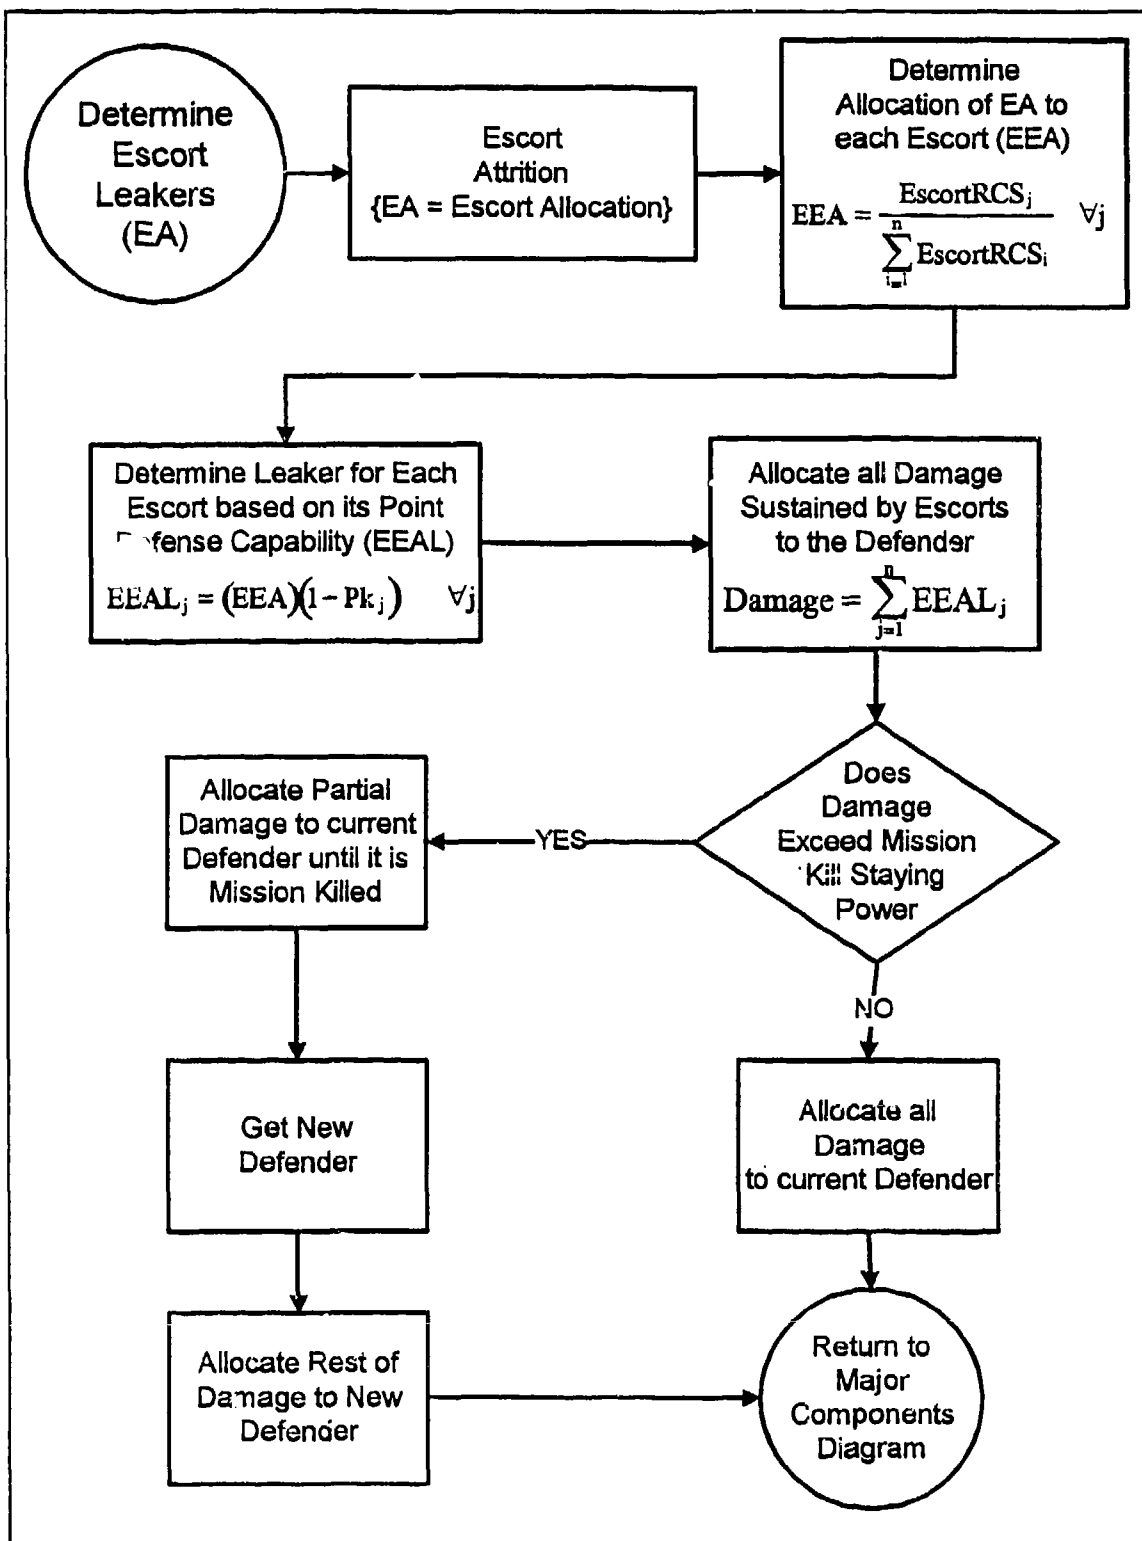 Determine
Escort
Leakers
(EA)
Escort
Attrition
{EA = Escort Allocation}
Determine
Allocation of EA to
each Escort (EEA)
EEA = EscortRCS_j / \sum_{i=1}^{n} EscortRCS_i ∀j
Determine Leaker for Each
Escort based on its Point
Defense Capability (EEAL)
EEAL_j = (EEA)(1 - Pk_j) ∀j
Allocate all Damage
Sustained by Escorts
to the Defender
Damage = \sum_{j=1}^{n} EEAL_j
Does
Damage
Exceed Mission
Kill Staying
Power
YES
Allocate Partial
Damage to current
Defender until it is
Mission Killed
NO
Get New
Defender
Allocate all
Damage
to current Defender
Allocate Rest of
Damage to New
Defender
Return to
Major
Components
Diagram